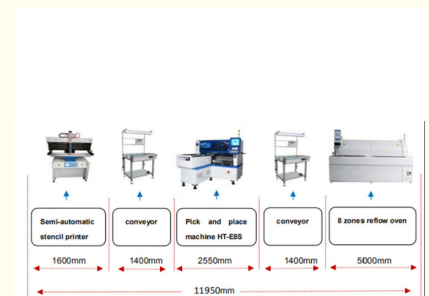 Semi-automatic
stencil printer
conveyor
Pick and place
machine HT-E8S
conveyor
8 zones reflow oven
1600mm
1400mm
2550mm
1400mm
5000mm
11950mm